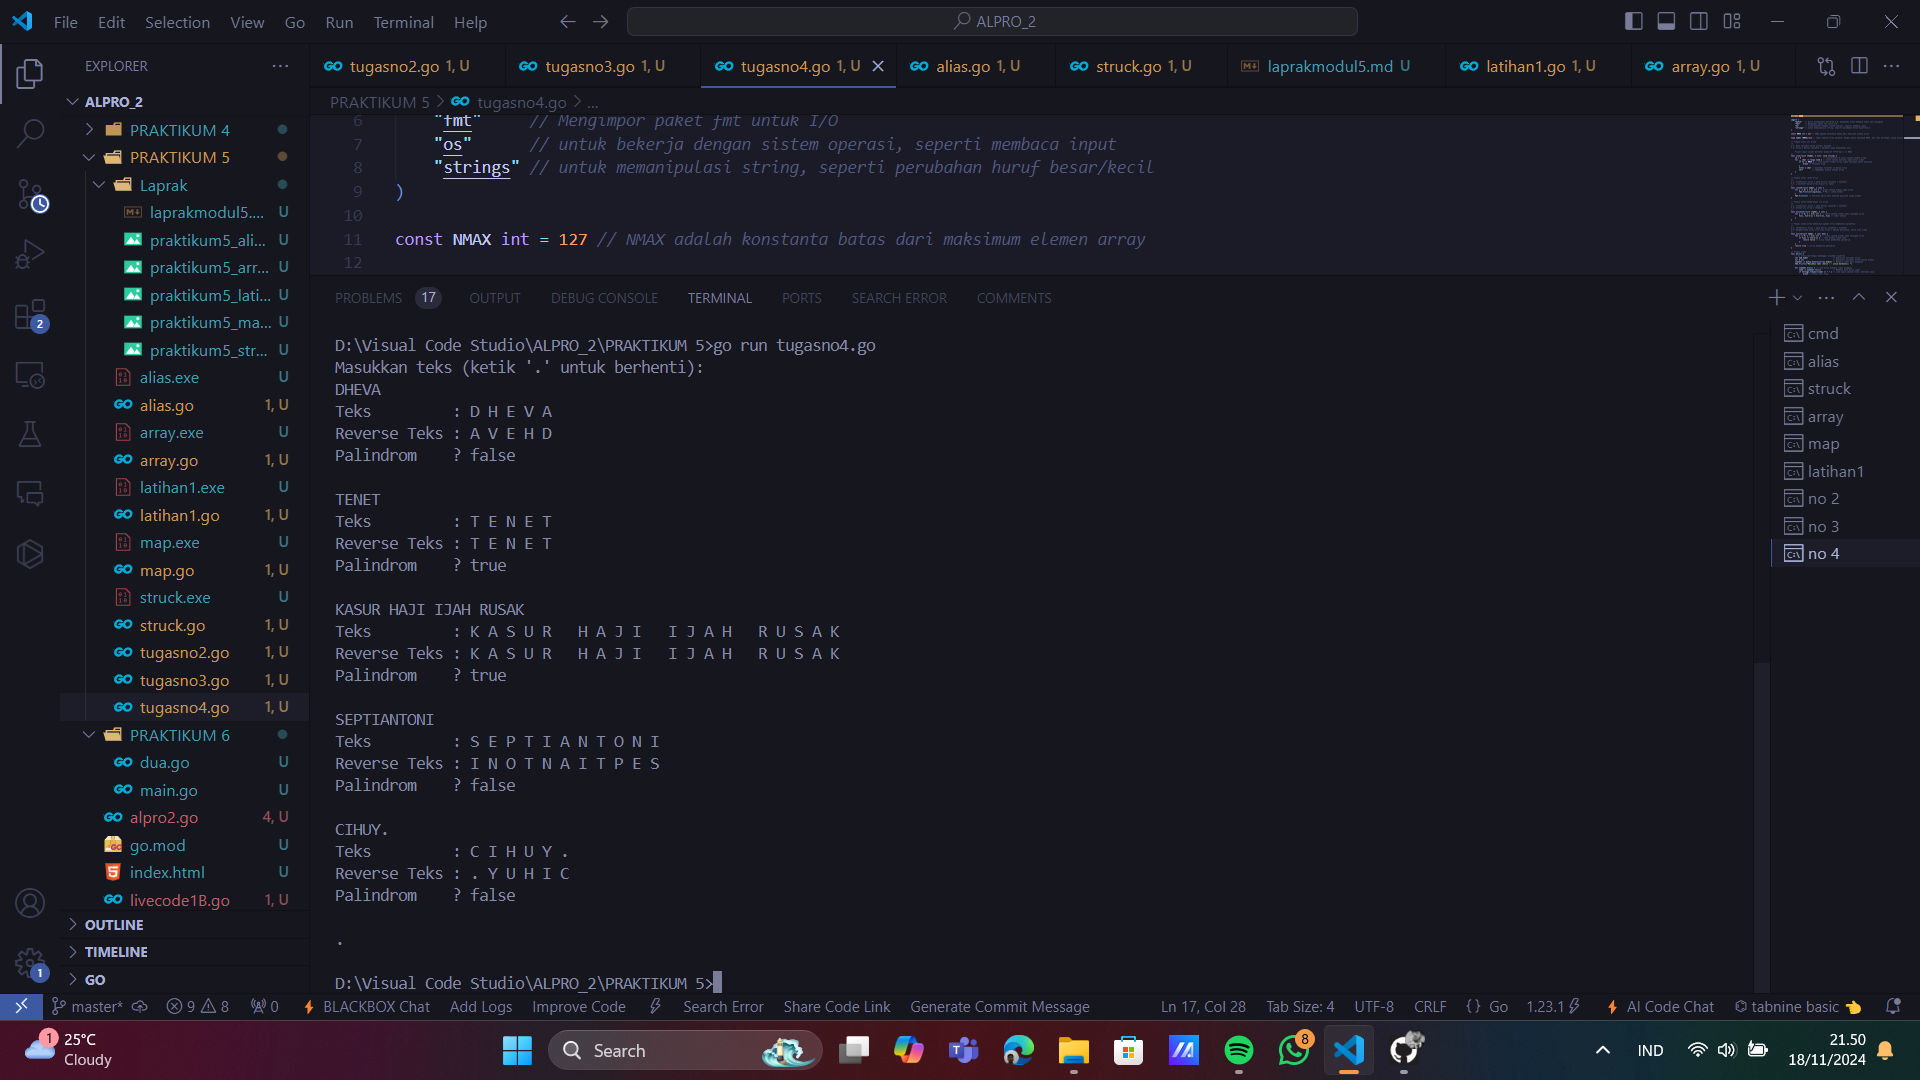 File Edit Selection View Go Run Terminal Help
ALPRO_2
EXPLORER
ALPRO_2
PRAKTIKUM 4
PRAKTIKUM 5
Laprak
laprakmodul5.... U
praktikum5_ali... U
praktikum5_arr... U
praktikum5_lati... U
praktikum5_ma... U
praktikum5_str... U
alias.exe U
alias.go 1, U
array.exe U
array.go 1, U
latihan1.exe U
latihan1.go 1, U
map.exe U
map.go 1, U
struck.exe U
struck.go 1, U
tugasno2.go 1, U
tugasno3.go 1, U
tugasno4.go 1, U
PRAKTIKUM 6
dua.go U
main.go U
alpro2.go 4, U
go.mod U
index.html U
livecode1B.go 1, U
OUTLINE
TIMELINE
GO
2
1
tugasno2.go 1, U tugasno3.go 1, U tugasno4.go 1, U alias.go 1, U struck.go 1, U laprakmodul5.md U latihan1.go 1, U array.go 1, U
PRAKTIKUM 5 > tugasno4.go > ...
6 "fmt" // Mengimpor paket fmt untuk I/O
7 "os" // untuk bekerja dengan sistem operasi, seperti membaca input
8 "strings" // untuk memanipulasi string, seperti perubahan huruf besar/kecil
9 )
10
11 const NMAX int = 127 // NMAX adalah konstanta batas dari maksimum elemen array
12
PROBLEMS 17 OUTPUT DEBUG CONSOLE TERMINAL PORTS SEARCH ERROR COMMENTS
D:\Visual Code Studio\ALPRO_2\PRAKTIKUM 5>go run tugasno4.go
Masukkan teks (ketik '.' untuk berhenti):
DHEVA
Teks : D H E V A
Reverse Teks : A V E H D
Palindrom ? false
TENET
Teks : T E N E T
Reverse Teks : T E N E T
Palindrom ? true
KASUR HAJI IJAH RUSAK
Teks : K A S U R   H A J I   I J A H   R U S A K
Reverse Teks : K A S U R   H A J I   I J A H   R U S A K
Palindrom ? true
SEPTIANTONI
Teks : S E P T I A N T O N I
Reverse Teks : I N O T N A I T P E S
Palindrom ? false
CIHUY.
Teks : C I H U Y .
Reverse Teks : . Y U H I C
Palindrom ? false
.
D:\Visual Code Studio\ALPRO_2\PRAKTIKUM 5>
cmd
alias
struck
array
map
latihan1
no 2
no 3
no 4
master* 9 8 0 BLACKBOX Chat Add Logs Improve Code Search Error Share Code Link Generate Commit Message Ln 17, Col 28 Tab Size: 4 UTF-8 CRLF {} Go 1.23.1 AI Code Chat tabnine basic
1 25°C
Cloudy
Search
8
IND
21.50
18/11/2024